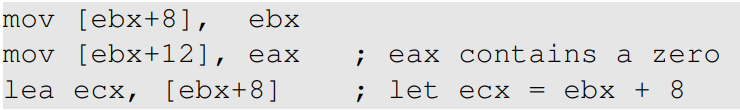 mov [ebx+8],  ebx
mov [ebx+12], eax   ; eax contains a zero
lea ecx, [ebx+8]    ; let ecx = ebx + 8